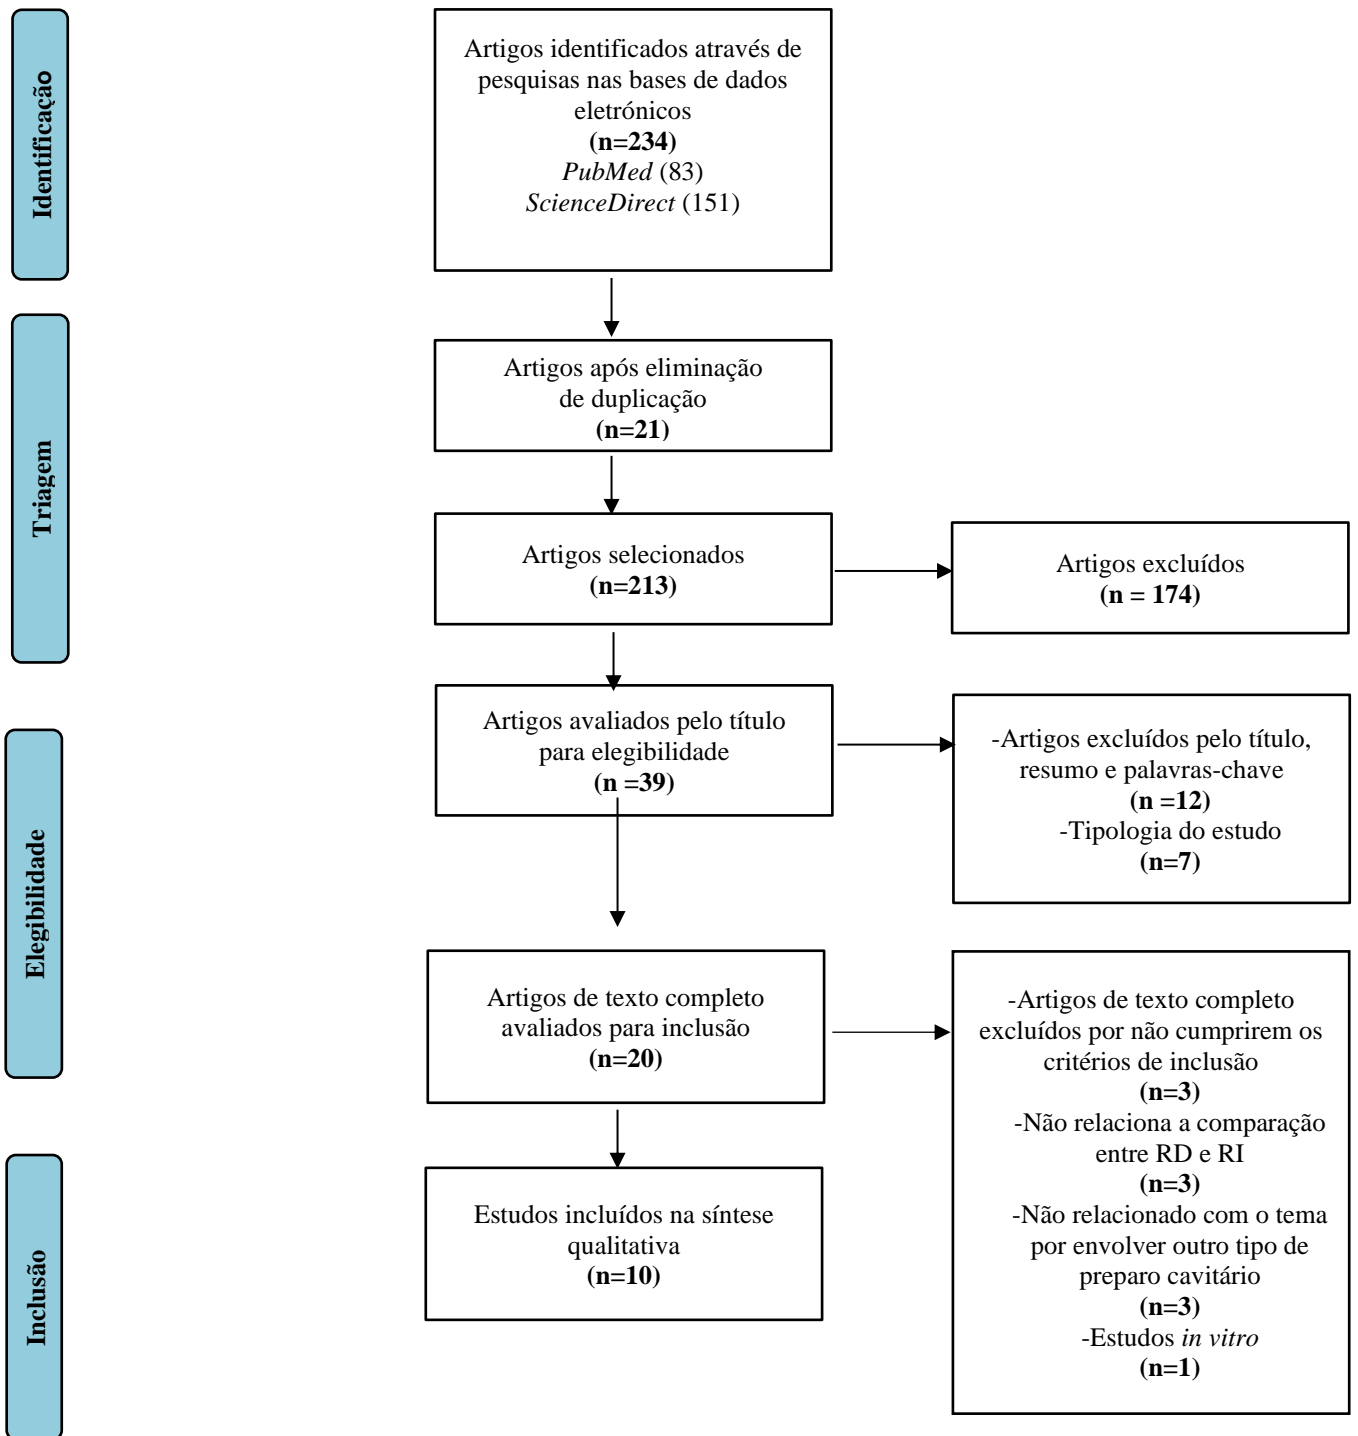 Identificação
Artigos identificados através de
pesquisas nas bases de dados
eletrónicos
(n=234)
PubMed (83)
ScienceDirect (151)
Triagem
Artigos após eliminação
de duplicação
(n=21)
Artigos selecionados
(n=213)
Artigos excluídos
(n = 174)
Elegibilidade
Artigos avaliados pelo título
para elegibilidade
(n =39)
-Artigos excluídos pelo título,
resumo e palavras-chave
(n =12)
-Tipologia do estudo
(n=7)
Artigos de texto completo
avaliados para inclusão
(n=20)
-Artigos de texto completo
excluídos por não cumprirem os
critérios de inclusão
(n=3)
-Não relaciona a comparação
entre RD e RI
(n=3)
-Não relacionado com o tema
por envolver outro tipo de
preparo cavitário
(n=3)
-Estudos in vitro
(n=1)
Inclusão
Estudos incluídos na síntese
qualitativa
(n=10)